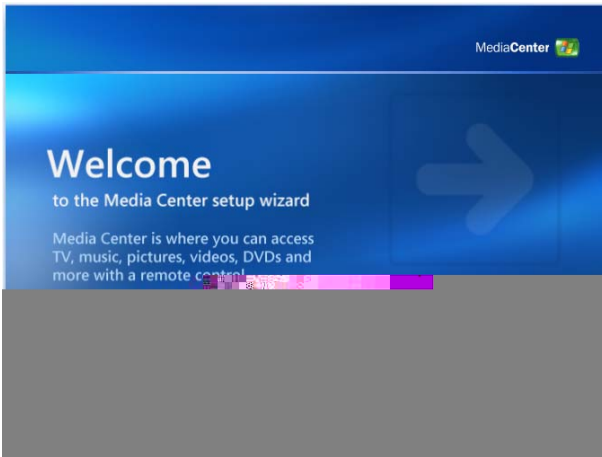 MediaCenter
Welcome
to the Media Center setup wizard
Media Center is where you can access
TV, music, pictures, videos, DVDs and
more with a remote control